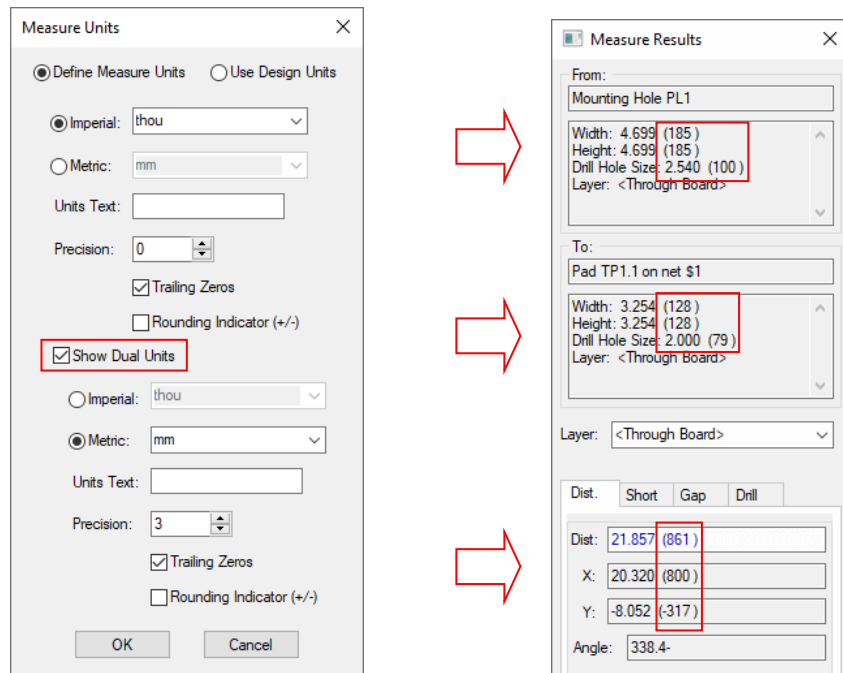 Measure Units
Define Measure Units Use Design Units
Imperial: thou
Metric: mm
Units Text:
Precision: 0
Trailing Zeros
Rounding Indicator (+/-)
Show Dual Units
Imperial: thou
Metric: mm
Units Text:
Precision: 3
Trailing Zeros
Rounding Indicator (+/-)
OK Cancel
Measure Results
From:
Mounting Hole PL1
Width: 4.699 (185 )
Height: 4.699 (185 )
Drill Hole Size: 2.540 (100 )
Layer: <Through Board>
To:
Pad TP1.1 on net $1
Width: 3.254 (128 )
Height: 3.254 (128 )
Drill Hole Size: 2.000 (79 )
Layer: <Through Board>
Layer: <Through Board>
Dist. Short Gap Drill
Dist: 21.857 (861 )
X: 20.320 (800 )
Y: -8.052 (-317 )
Angle: 338.4-